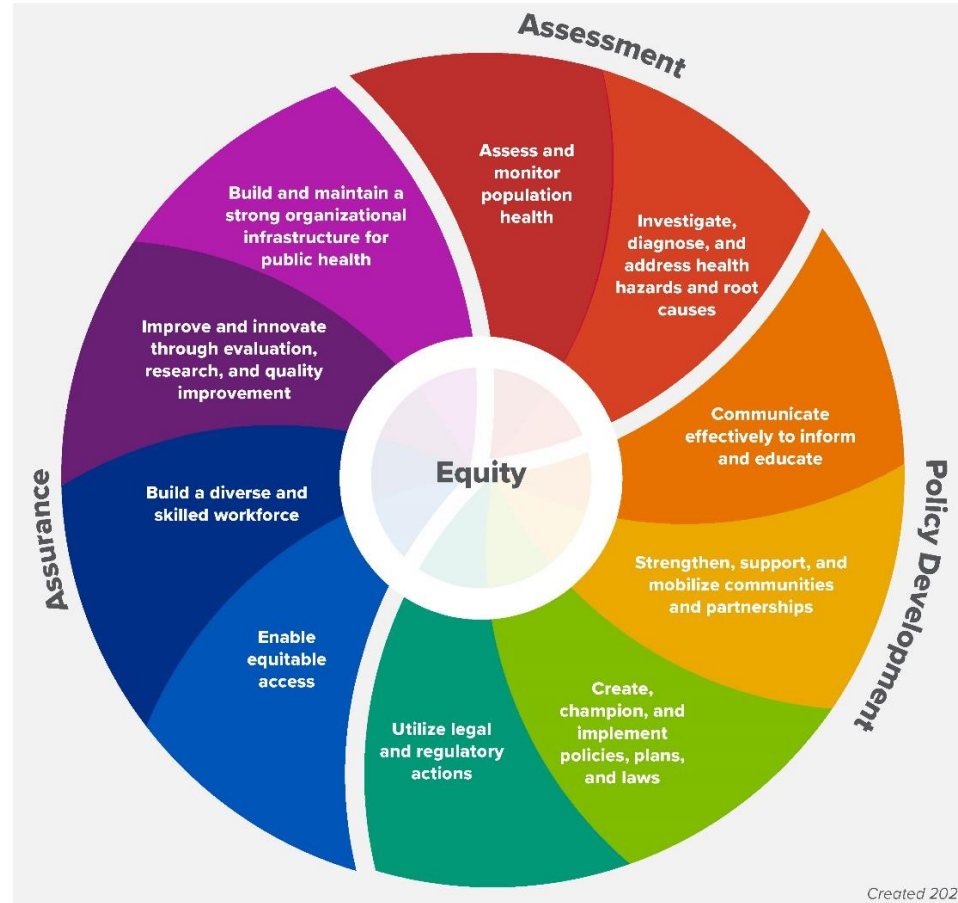 Assessment
Assess and
monitor
population
health
Investigate,
diagnose, and
address health
hazards and root
causes
Policy Development
Communicate
effectively to inform
and educate
Strengthen, support, and
mobilize communities
and partnerships
Create,
champion, and
implement
policies, plans,
and laws
Utilize legal
and regulatory
actions
Assurance
Enable
equitable
access
Build a diverse and
skilled workforce
Improve and innovate
through evaluation,
research, and quality
improvement
Build and maintain a
strong organizational
infrastructure for
public health
Equity
Created 202